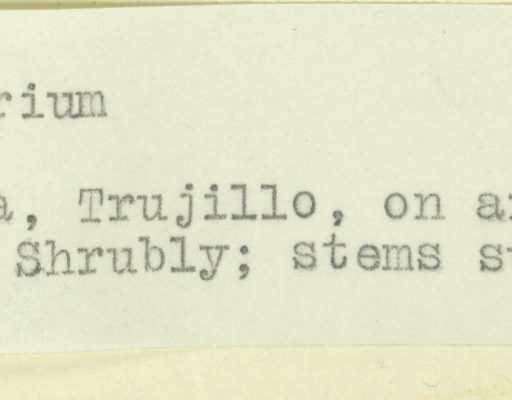 rium
a, Trujillo, on a
Shrubly; stems s